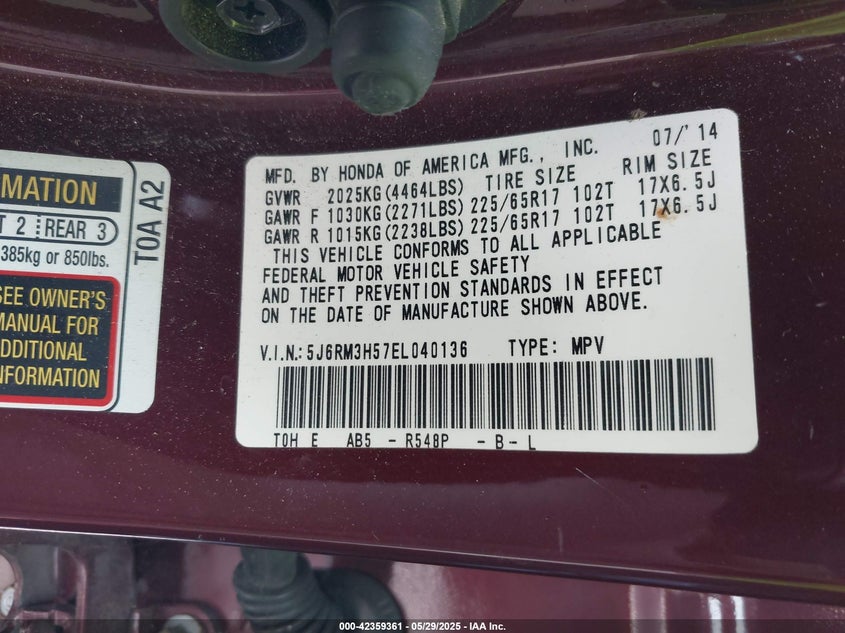 MATION
T 2 REAR 3
385kg or 850lbs.
SEE OWNER'S
MANUAL FOR
ADDITIONAL
INFORMATION
T0A A2
MFD. BY HONDA OF AMERICA MFG., INC. 07/'14
GVWR 2025KG(4464LBS) TIRE SIZE RIM SIZE
GAWR F 1030KG(2271LBS) 225/65R17 102T 17X6.5J
GAWR R 1015KG(2238LBS) 225/65R17 102T 17X6.5J
THIS VEHICLE CONFORMS TO ALL APPLICABLE
FEDERAL MOTOR VEHICLE SAFETY
AND THEFT PREVENTION STANDARDS IN EFFECT
ON THE DATE OF MANUFACTURE SHOWN ABOVE.
V.I.N.: 5J6RM3H57EL040136 TYPE: MPV
T0H E AB5 - R548P - B - L
000-42359361 - 05/29/2025 - IAA Inc.